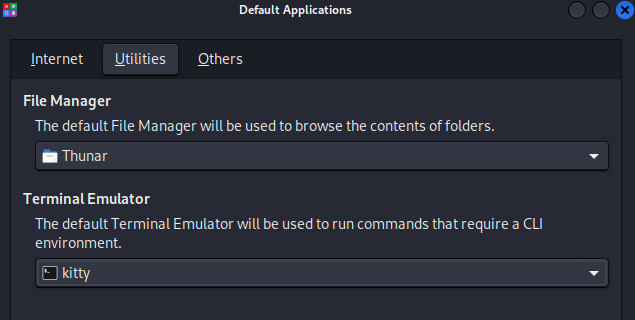 Default Applications
Internet Utilities Others
File Manager
The default File Manager will be used to browse the contents of folders.
Thunar
Terminal Emulator
The default Terminal Emulator will be used to run commands that require a CLI
environment.
kitty